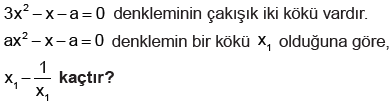 3x² – x – a = 0 denkleminin çakışık iki kökü vardır.
ax² – x – a = 0 denklemin bir kökü x₁ olduğuna göre,
x₁ – 1/x₁ kaçtır?